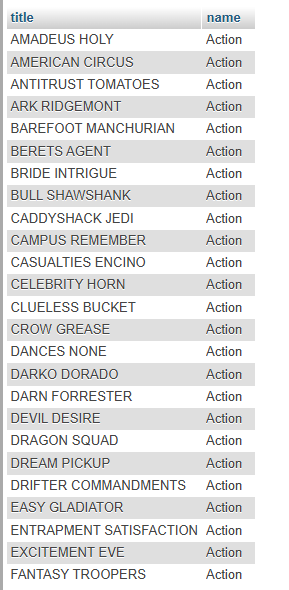 title name
AMADEUS HOLY Action
AMERICAN CIRCUS Action
ANTITRUST TOMATOES Action
ARK RIDGEMONT Action
BAREFOOT MANCHURIAN Action
BERETS AGENT Action
BRIDE INTRIGUE Action
BULL SHAWSHANK Action
CADDYSHACK JEDI Action
CAMPUS REMEMBER Action
CASUALTIES ENCINO Action
CELEBRITY HORN Action
CLUELESS BUCKET Action
CROW GREASE Action
DANCES NONE Action
DARKO DORADO Action
DARN FORRESTER Action
DEVIL DESIRE Action
DRAGON SQUAD Action
DREAM PICKUP Action
DRIFTER COMMANDMENTS Action
EASY GLADIATOR Action
ENTRAPMENT SATISFACTION Action
EXCITEMENT EVE Action
FANTASY TROOPERS Action